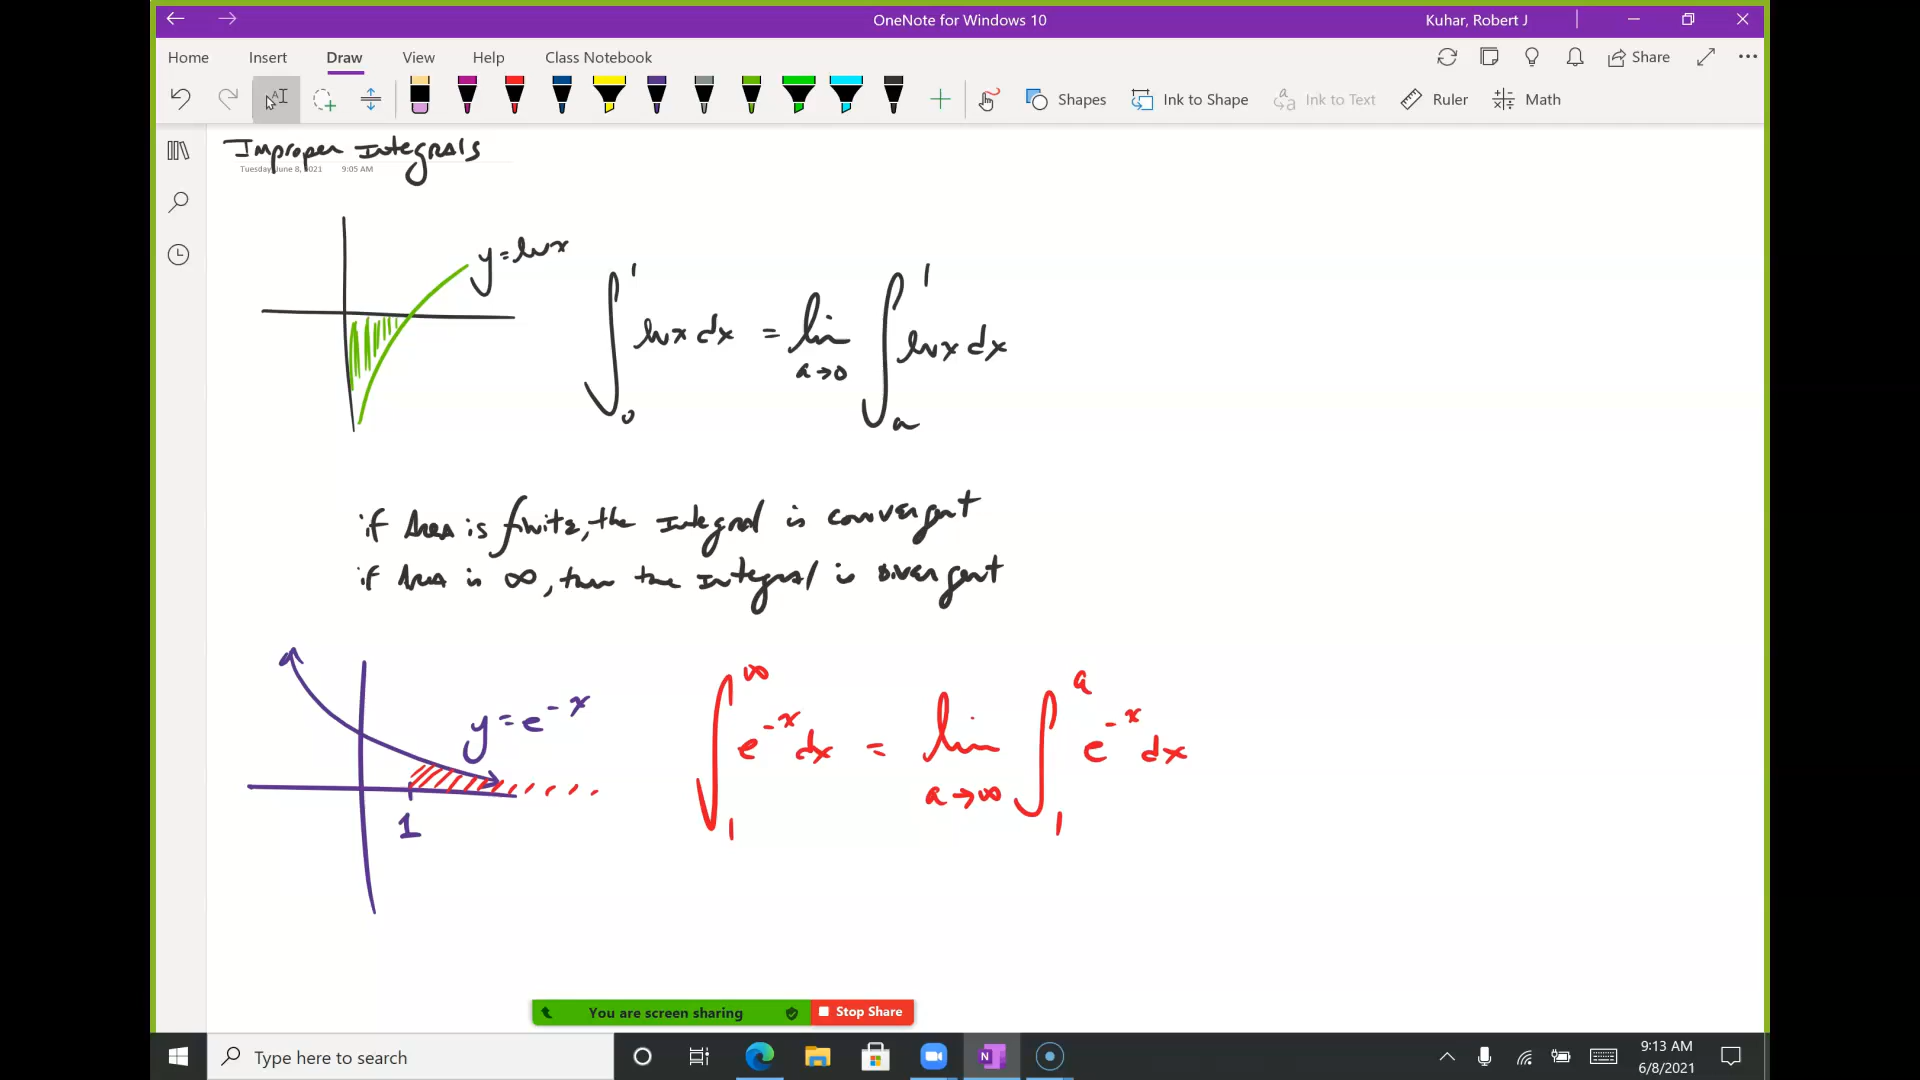 OneNote for Windows 10
Kuhar, Robert J
Home Insert Draw View Help Class Notebook
Share
Shapes Ink to Shape Ink to Text Ruler Math
Improper Integrals
Tuesday, June 8, 2021 9:05 AM
y = ln x
∫₀¹ ln x dx = lim a→0 ∫ₐ¹ ln x dx
if Area is finite, the Integral is convergent
if Area is ∞, then the Integral is divergent
y = e^{-x}
1
∫₁^∞ e^{-x} dx = lim a→∞ ∫₁^a e^{-x} dx
You are screen sharing Stop Share
Type here to search
9:13 AM
6/8/2021